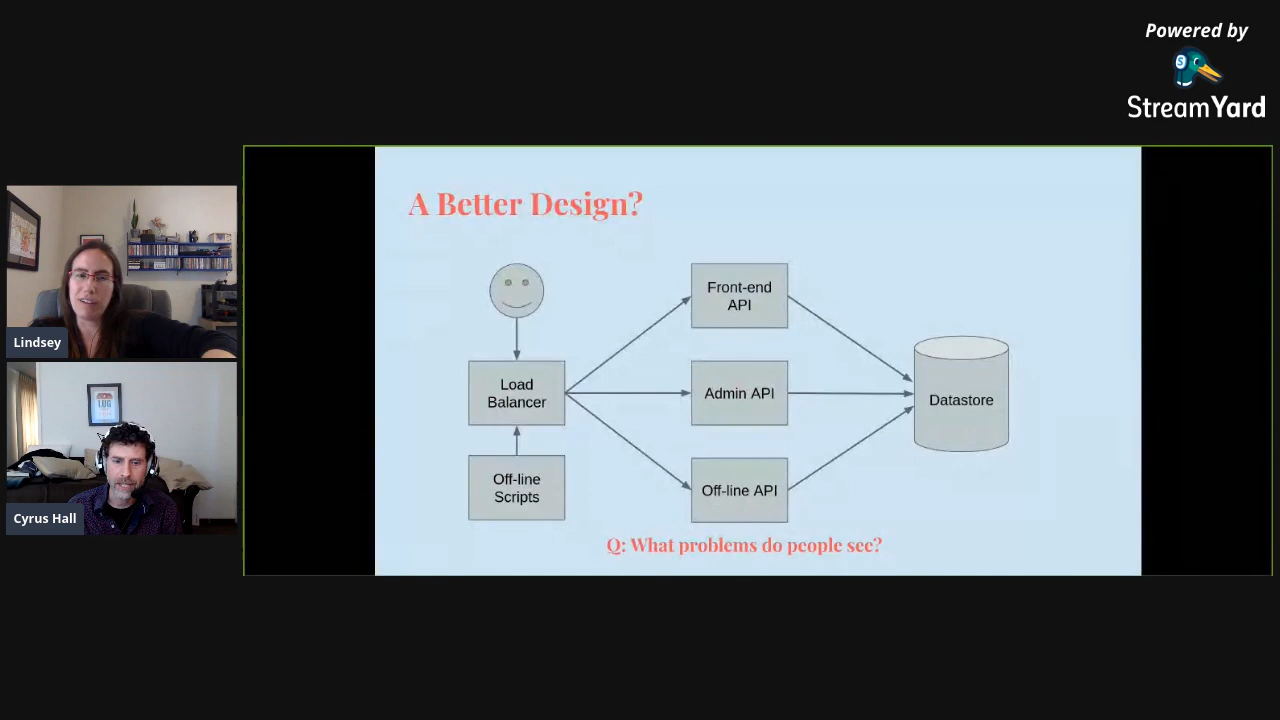 Powered by
StreamYard
A Better Design?
Front-end
API
Load
Balancer
Admin API
Datastore
Off-line
Scripts
Off-line API
Q: What problems do people see?
Lindsey
LUG
Cyrus Hall